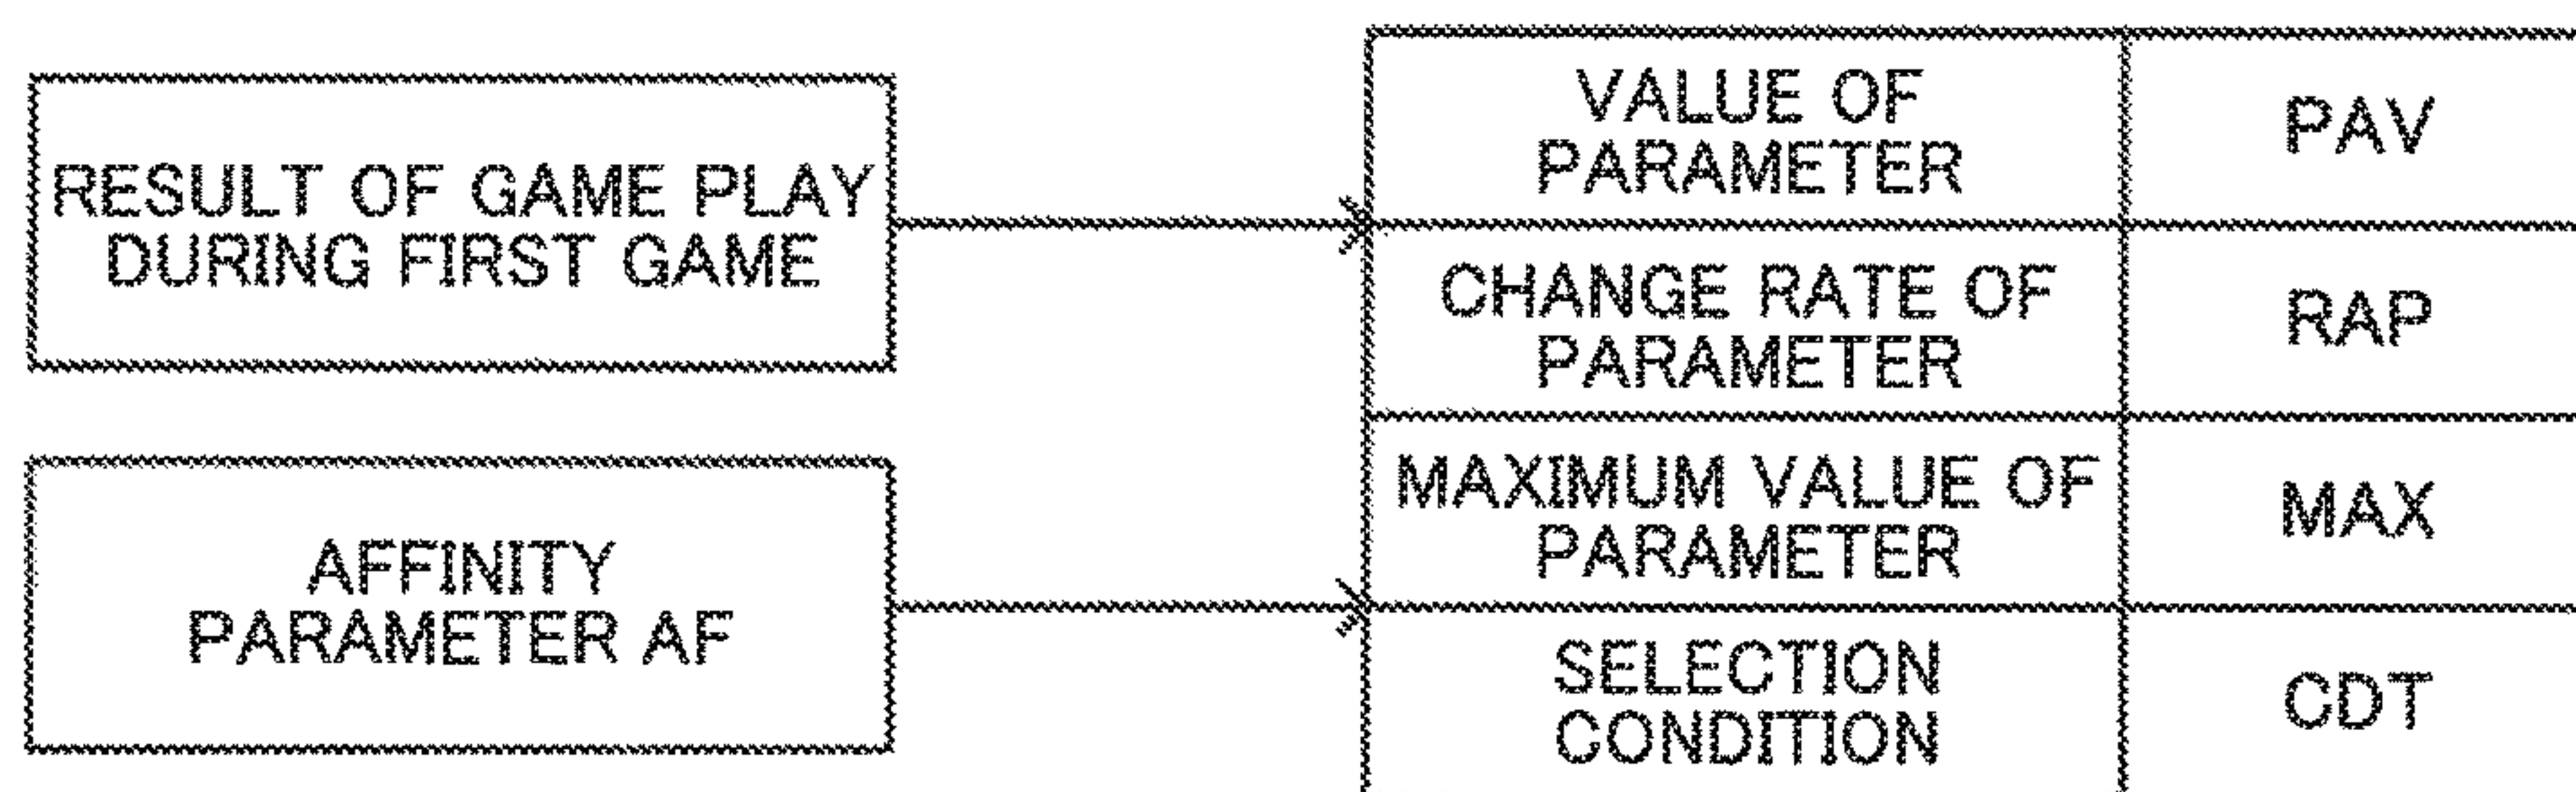 RESULT OF GAME PLAY
DURING FIRST GAME
AFFINITY
PARAMETER AF
VALUE OF
PARAMETER
PAV
CHANGE RATE OF
PARAMETER
RAP
MAXIMUM VALUE OF
PARAMETER
MAX
SELECTION
CONDITION
CDT